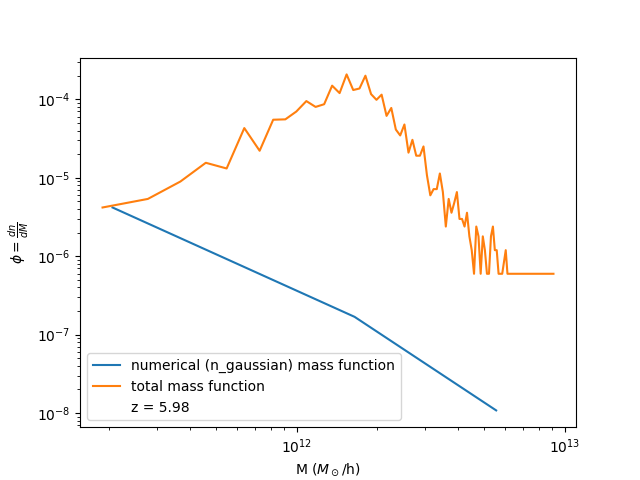 10⁻⁴
10⁻⁵
10⁻⁶
10⁻⁷
10⁻⁸
ϕ = dn/dM
numerical (n_gaussian) mass function
total mass function
z = 5.98
10¹² 10¹³
M (M⊙/h)